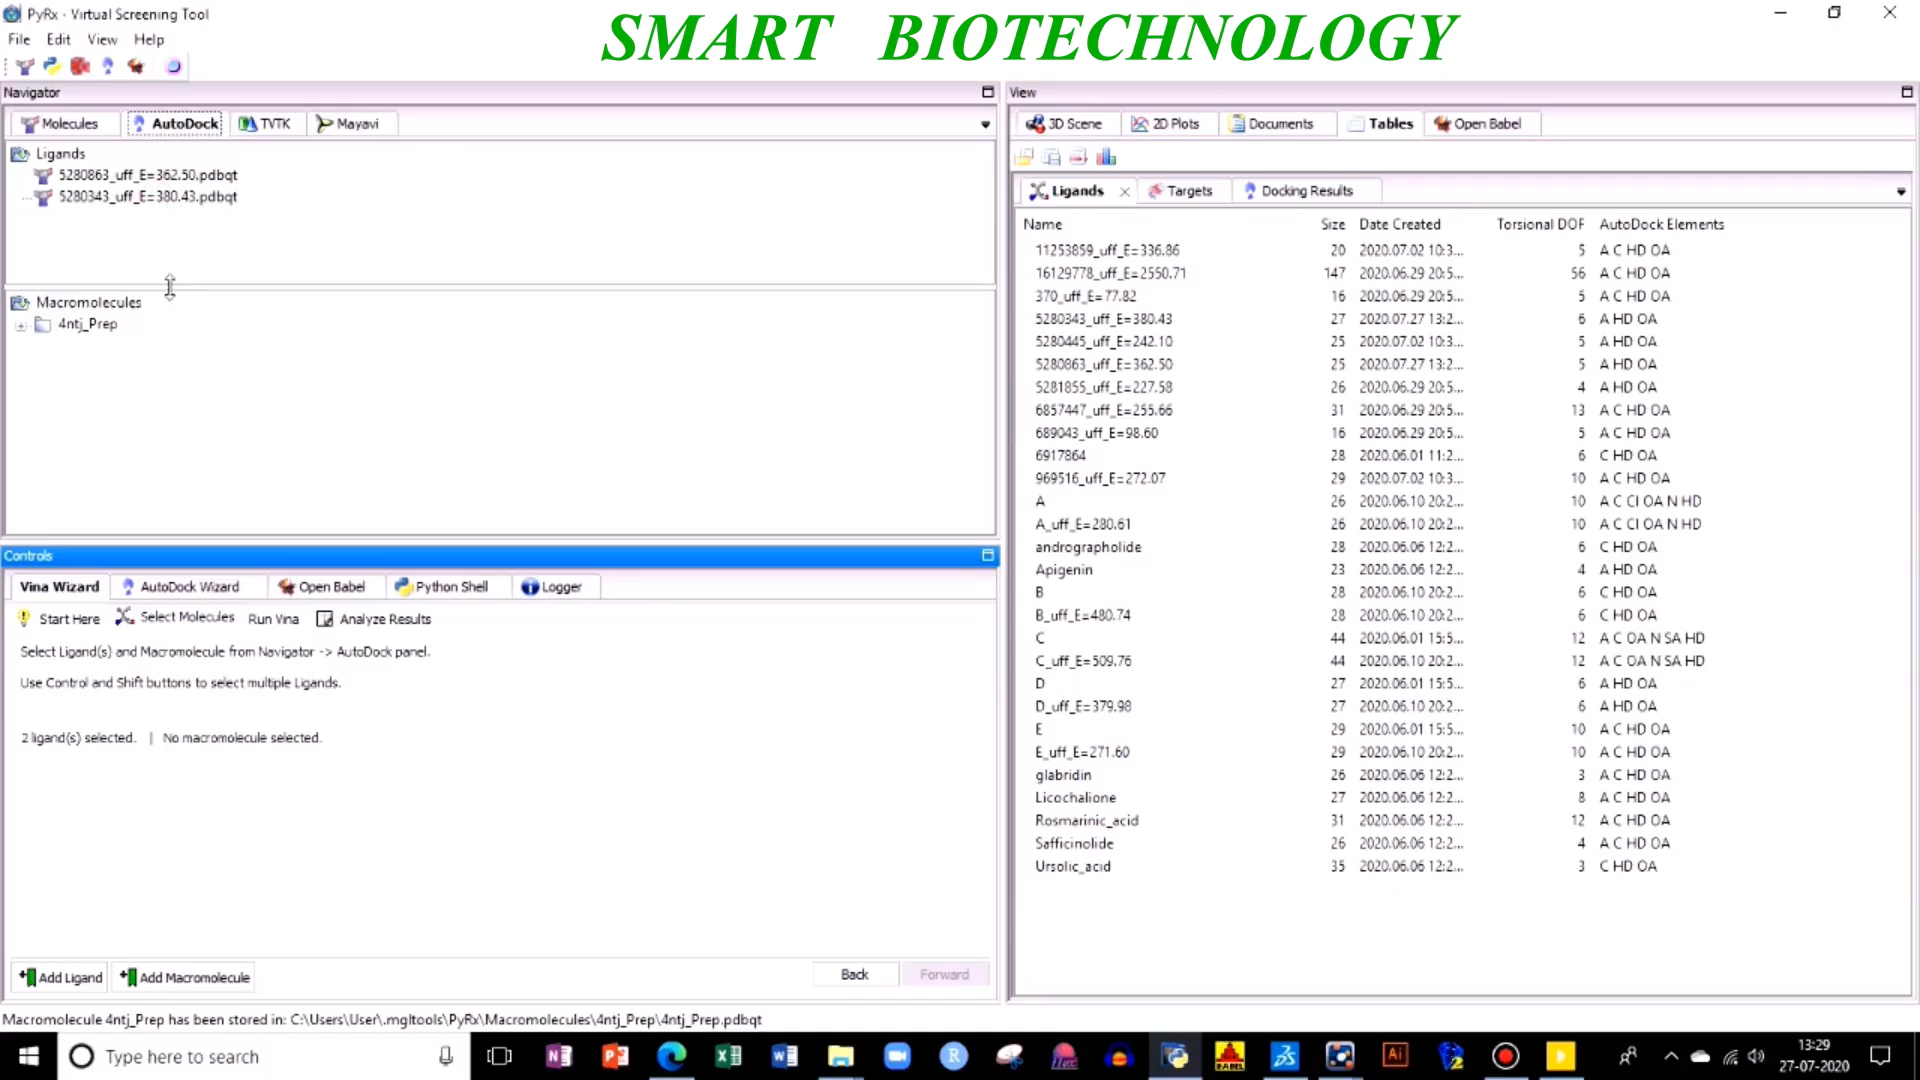 PyRx - Virtual Screening Tool
SMART BIOTECHNOLOGY
File Edit View Help
Navigator
View
Molecules AutoDock TVTK Mayavi
3D Scene 2D Plots Documents Tables Open Babel
Ligands
5280863_uff_E=362.50.pdbqt
5280343_uff_E=380.43.pdbqt
Macromolecules
4ntj_Prep
Ligands Targets Docking Results
Name Size Date Created Torsional DOF AutoDock Elements
11253859_uff_E=336.86 20 2020.07.02 10:3... 5 A C HD OA
16129778_uff_E=2550.71 147 2020.06.29 20:5... 56 A C HD OA
370_uff_E=77.82 16 2020.06.29 20:5... 5 A C HD OA
5280343_uff_E=380.43 27 2020.07.27 13:2... 6 A HD OA
5280445_uff_E=242.10 25 2020.07.02 10:3... 5 A HD OA
5280863_uff_E=362.50 25 2020.07.27 13:2... 5 A HD OA
5281855_uff_E=227.58 26 2020.06.29 20:5... 4 A HD OA
6857447_uff_E=255.66 31 2020.06.29 20:5... 13 A C HD OA
689043_uff_E=98.60 16 2020.06.29 20:5... 5 A C HD OA
6917864 28 2020.06.01 11:2... 6 C HD OA
969516_uff_E=272.07 29 2020.07.02 10:3... 10 A C HD OA
A 26 2020.06.10 20:2... 10 A C Cl OA N HD
A_uff_E=280.61 26 2020.06.10 20:2... 10 A C Cl OA N HD
andrographolide 28 2020.06.06 12:2... 6 C HD OA
Apigenin 23 2020.06.06 12:2... 4 A HD OA
B 28 2020.06.10 20:2... 6 C HD OA
B_uff_E=480.74 28 2020.06.10 20:2... 6 C HD OA
C 44 2020.06.01 15:5... 12 A C OA N SA HD
C_uff_E=509.76 44 2020.06.10 20:2... 12 A C OA N SA HD
D 27 2020.06.01 15:5... 6 A HD OA
D_uff_E=379.98 27 2020.06.10 20:2... 6 A HD OA
E 29 2020.06.01 15:5... 10 A C HD OA
E_uff_E=271.60 29 2020.06.10 20:2... 10 A C HD OA
glabridin 26 2020.06.06 12:2... 3 A C HD OA
Licochalione 27 2020.06.06 12:2... 8 A C HD OA
Rosmarinic_acid 31 2020.06.06 12:2... 12 A C HD OA
Safficinolide 26 2020.06.06 12:2... 4 A C HD OA
Ursolic_acid 35 2020.06.06 12:2... 3 C HD OA
Controls
Vina Wizard AutoDock Wizard Open Babel Python Shell Logger
Start Here Select Molecules Run Vina Analyze Results
Select Ligand(s) and Macromolecule from Navigator -> AutoDock panel.
Use Control and Shift buttons to select multiple Ligands.
2 ligand(s) selected. | No macromolecule selected.
Add Ligand Add Macromolecule Back Forward
Macromolecule 4ntj_Prep has been stored in: C:\Users\User\.mgltools\PyRx\Macromolecules\4ntj_Prep\4ntj_Prep.pdbqt
Type here to search
13:29
27-07-2020